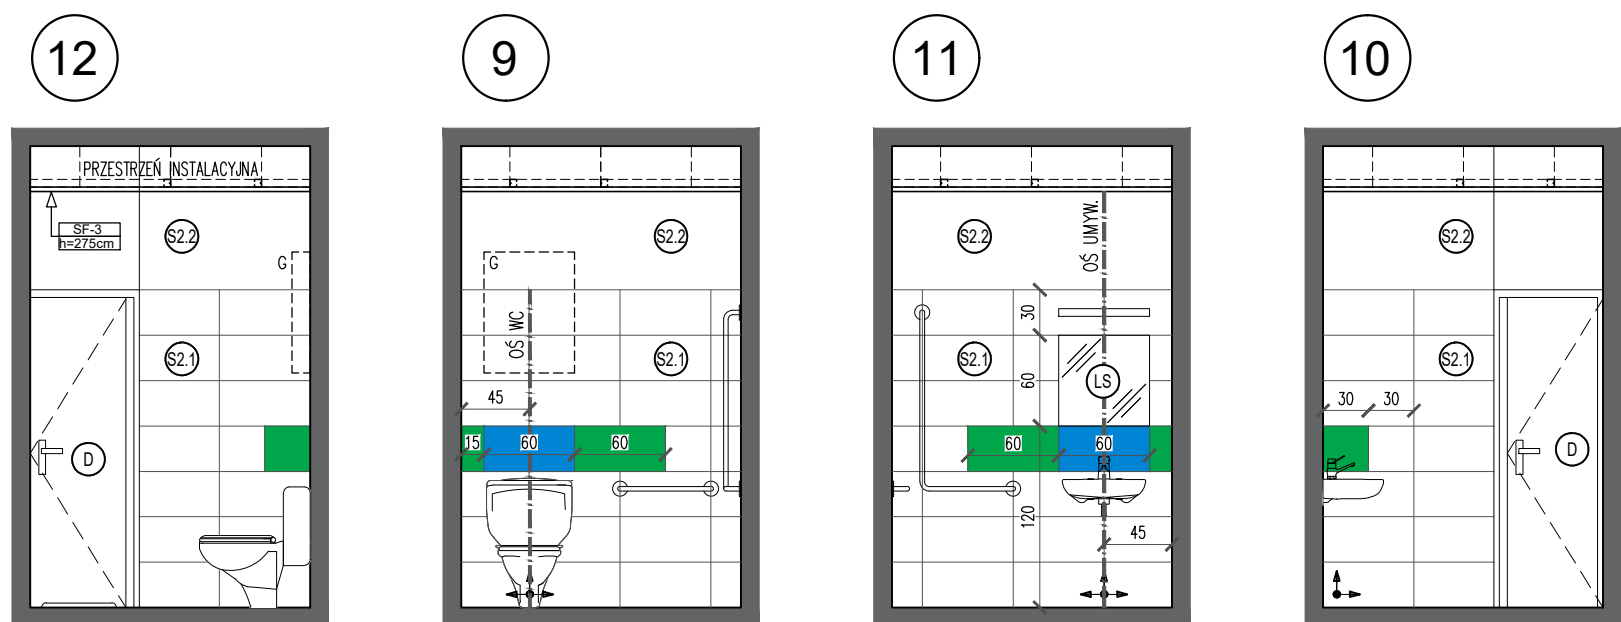 12
9
11
10
PRZESTRZEŃ INSTALACYJNA
SF-3
h=275cm
S2.2
G
S2.1
D
G
S2.2
OŚ WC
S2.1
45
15
60
60
S2.2
OŚ UMYW.
30
S2.1
60
LS
60
60
120
45
S2.2
S2.1
30
30
D